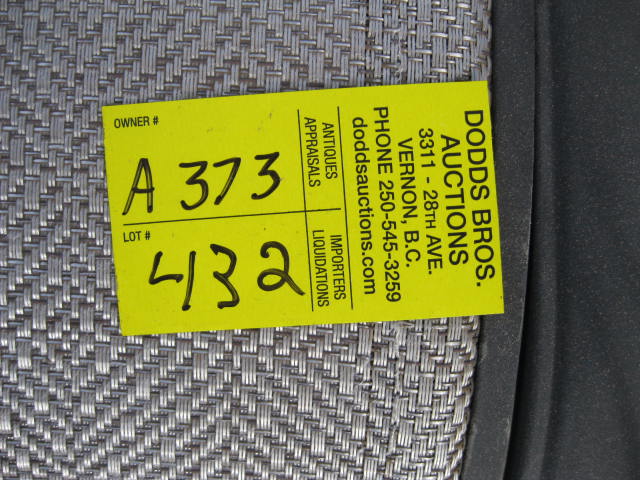 OWNER #
A 373
LOT #
432
ANTIQUES
APPRAISALS
IMPORTERS
LIQUIDATIONS
DODDS BROS.
AUCTIONS
3311 - 28TH AVE.
VERNON, B.C.
PHONE 250-545-3259
doddsauctions.com